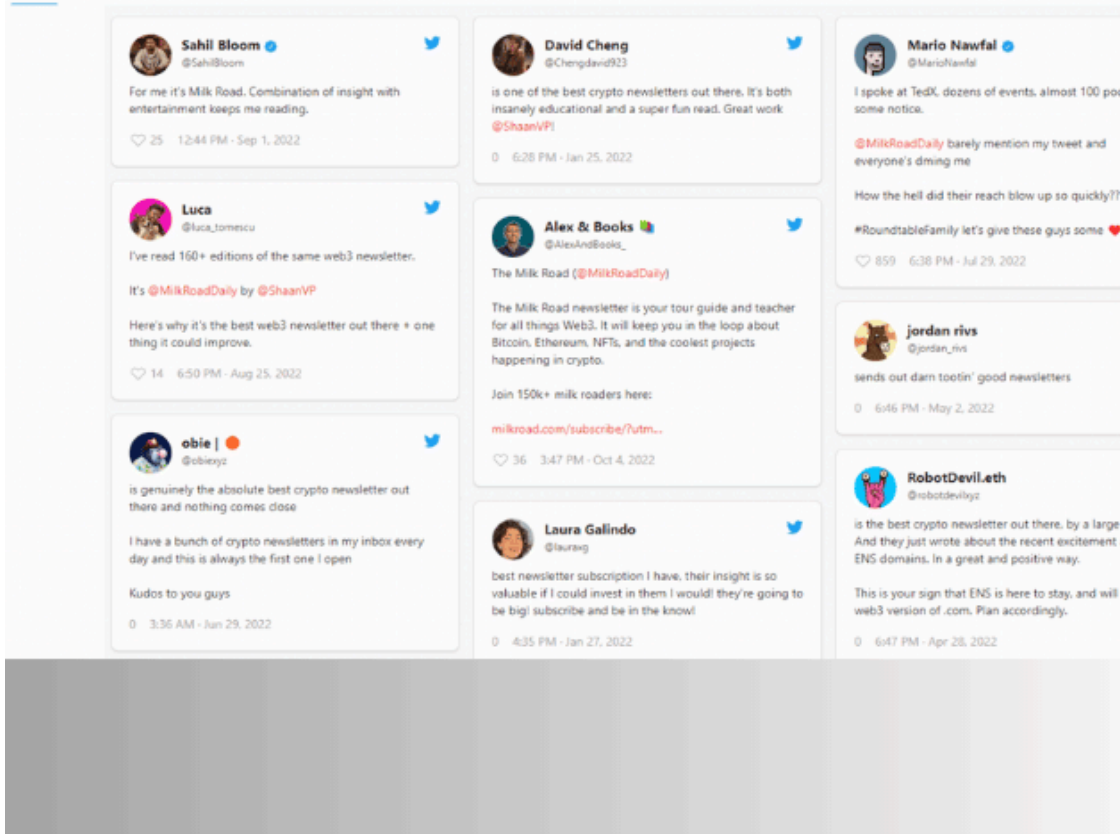 Sahil Bloom
@SahilBloom
For me it's Milk Road. Combination of insight with
entertainment keeps me reading.
25 12:44 PM - Sep 1, 2022
Luca
@luca_tomescu
I've read 160+ editions of the same web3 newsletter.
It's @MilkRoadDaily by @ShaanVP
Here's why it's the best web3 newsletter out there + one
thing it could improve.
14 6:50 PM - Aug 25, 2022
obie |
@obiexyz
is genuinely the absolute best crypto newsletter out
there and nothing comes close
I have a bunch of crypto newsletters in my inbox every
day and this is always the first one I open
Kudos to you guys
0 3:36 AM - Jun 29, 2022
David Cheng
@Chengdavid923
is one of the best crypto newsletters out there. It's both
insanely educational and a super fun read. Great work
@ShaanVP!
0 6:28 PM - Jan 25, 2022
Alex & Books
@AlexAndBooks_
The Milk Road (@MilkRoadDaily)
The Milk Road newsletter is your tour guide and teacher
for all things Web3. It will keep you in the loop about
Bitcoin, Ethereum, NFTs, and the coolest projects
happening in crypto.
Join 150k+ milk roaders here:
milkroad.com/subscribe/?utm...
36 3:47 PM - Oct 4, 2022
Laura Galindo
@lauraxg
best newsletter subscription I have, their insight is so
valuable if I could invest in them I would! they're going to
be big! subscribe and be in the know!
0 4:35 PM - Jan 27, 2022
Mario Nawfal
@MarioNawfal
I spoke at TedX, dozens of events, almost 100 pod
some notice.
@MilkRoadDaily barely mention my tweet and
everyone's dming me
How the hell did their reach blow up so quickly??
#RoundtableFamily let's give these guys some
859 6:38 PM - Jul 29, 2022
jordan rivs
@jordan_rivs
sends out darn tootin' good newsletters
0 6:46 PM - May 2, 2022
RobotDevil.eth
@robotdevilxyz
is the best crypto newsletter out there, by a large
And they just wrote about the recent excitement
ENS domains. In a great and positive way.
This is your sign that ENS is here to stay, and will
web3 version of .com. Plan accordingly.
0 6:47 PM - Apr 28, 2022